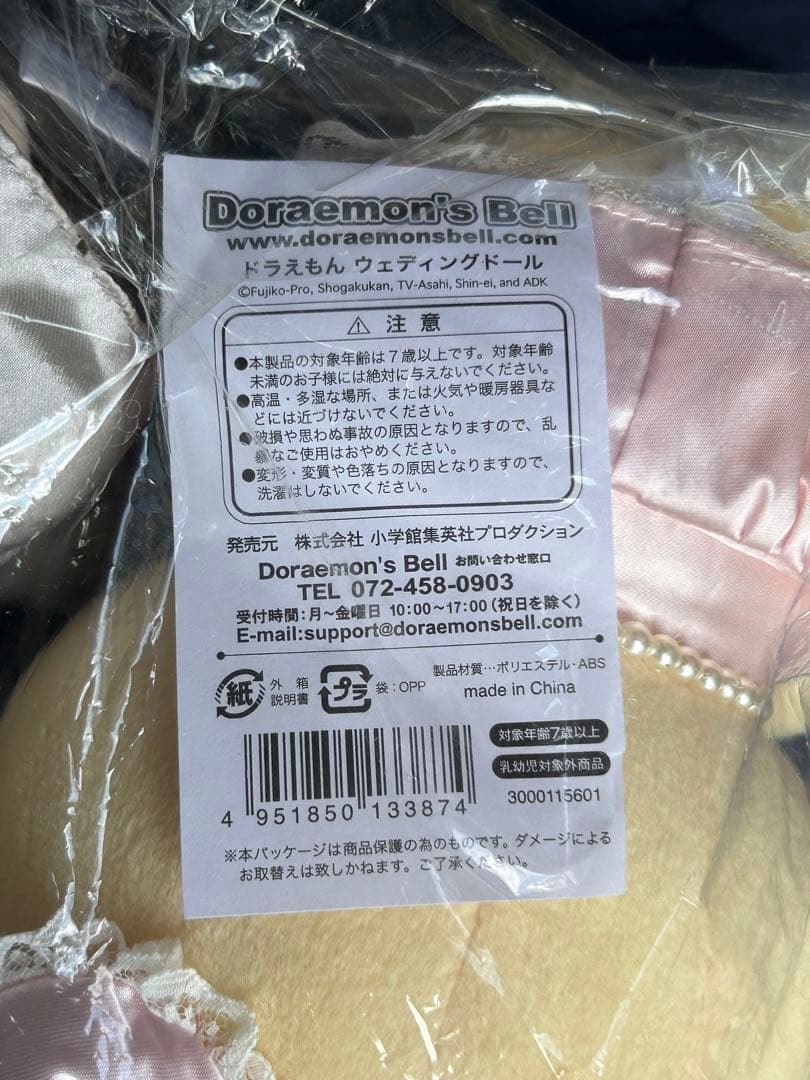 Doraemon's Bell
www.doraemonsbell.com
ドラえもん ウェディングドール
©Fujiko-Pro, Shogakukan, TV-Asahi, Shin-ei, and ADK
⚠ 注意
●本製品の対象年齢は7歳以上です。対象年齢
未満のお子様には絶対に与えないでください。
●高温・多湿な場所、または火気や暖房器具な
どには近づけないでください。
●破損や思わぬ事故の原因となりますので、乱
暴なご使用はおやめください。
●変形・変質や色落ちの原因となりますので、
洗濯はしないでください。
発売元 株式会社 小学館集英社プロダクション
Doraemon's Bell お問い合わせ窓口
TEL 072-458-0903
受付時間:月~金曜日 10:00~17:00(祝日を除く)
E-mail:support@doraemonsbell.com
紙 外箱 説明書 プラ 袋:OPP
製品材質…ポリエステル・ABS
made in China
対象年齢7歳以上
乳幼児対象外商品
3000115601
4 951850 133874
※本パッケージは商品保護の為のものです。ダメージによる
お取替えは致しかねます。ご了承ください。